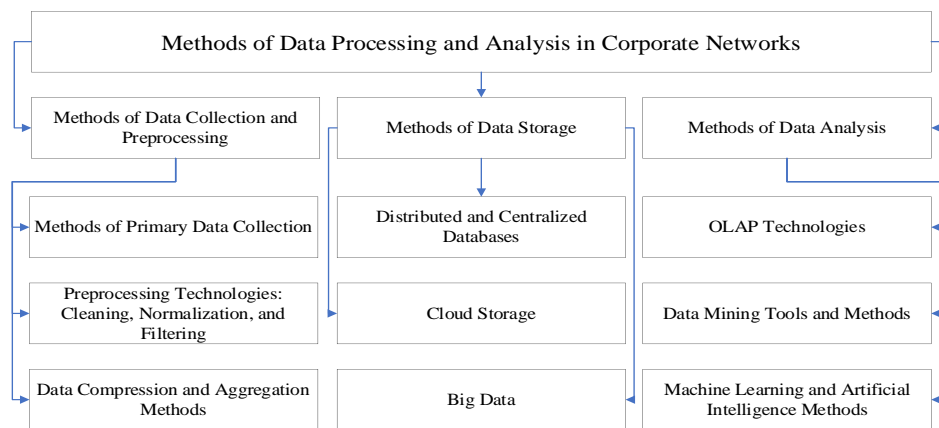 Methods of Data Processing and Analysis in Corporate Networks
Methods of Data Collection and
Preprocessing
Methods of Data Storage
Methods of Data Analysis
Methods of Primary Data Collection
Distributed and Centralized
Databases
OLAP Technologies
Preprocessing Technologies:
Cleaning, Normalization, and
Filtering
Cloud Storage
Data Mining Tools and Methods
Data Compression and Aggregation
Methods
Big Data
Machine Learning and Artificial
Intelligence Methods